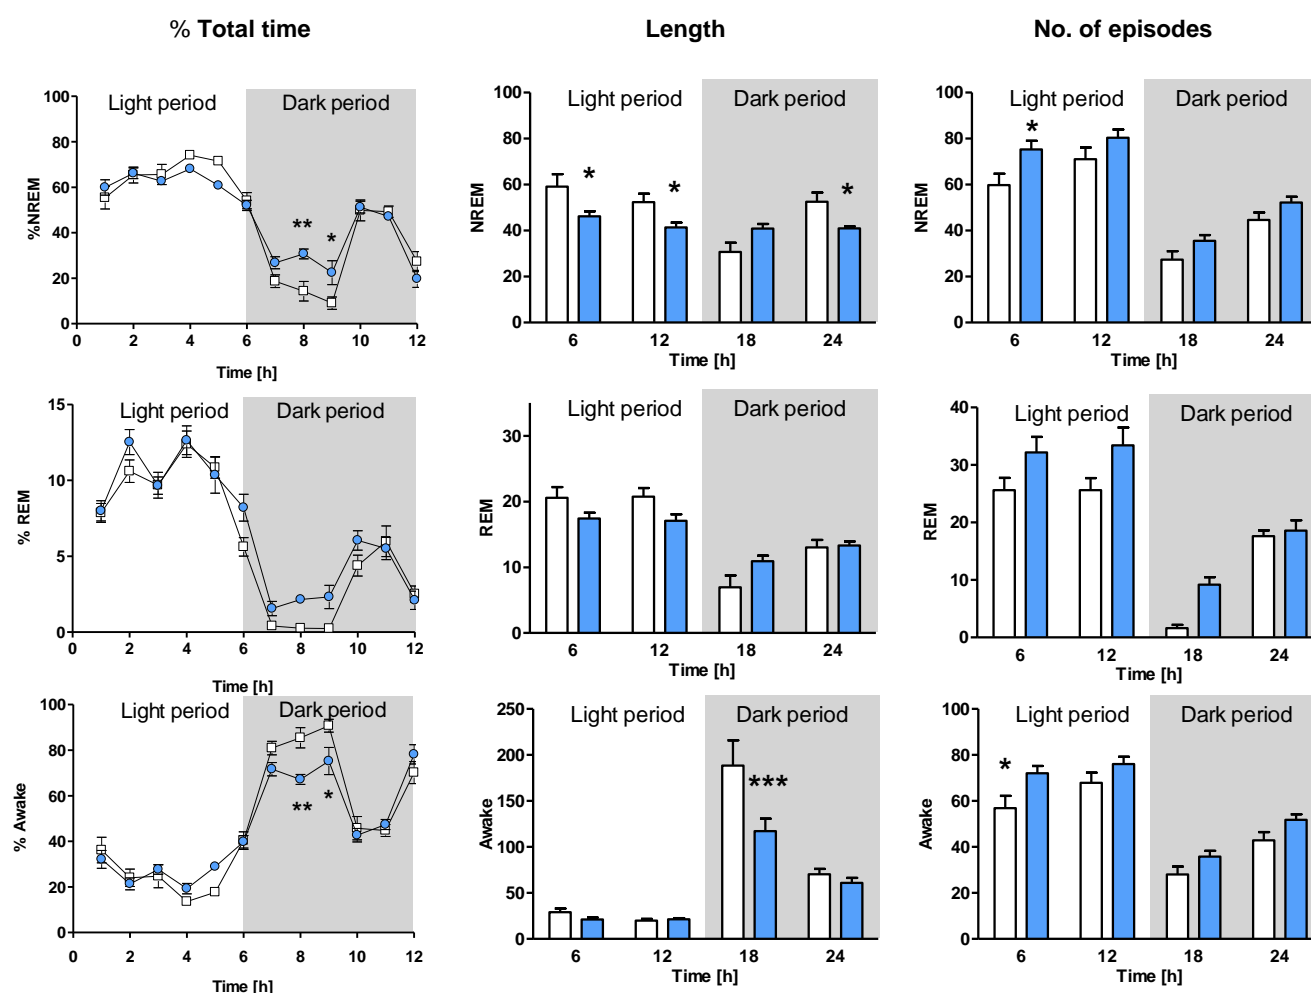 % Total time
Length
No. of episodes
Light period
Dark period
%NREM
100
80
60
40
20
0
0 2 4 6 8 10 12
** *
Time [h]
Light period
Dark period
NREM
100
80
60
40
20
0
* * *
6 12 18 24
Time [h]
Light period
Dark period
NREM
100
80
60
40
20
0
*
6 12 18 24
Time [h]
Light period
Dark period
% REM
15
10
5
0
0 2 4 6 8 10 12
Time [h]
Light period
Dark period
REM
30
20
10
0
6 12 18 24
Time [h]
Light period
Dark period
REM
40
30
20
10
0
6 12 18 24
Time [h]
Light period
Dark period
% Awake
100
80
60
40
20
0
** *
0 2 4 6 8 10 12
Time [h]
Light period
Dark period
Awake
250
200
150
100
50
0
***
6 12 18 24
Time [h]
Light period
Dark period
Awake
100
80
60
40
20
0
*
6 12 18 24
Time [h]